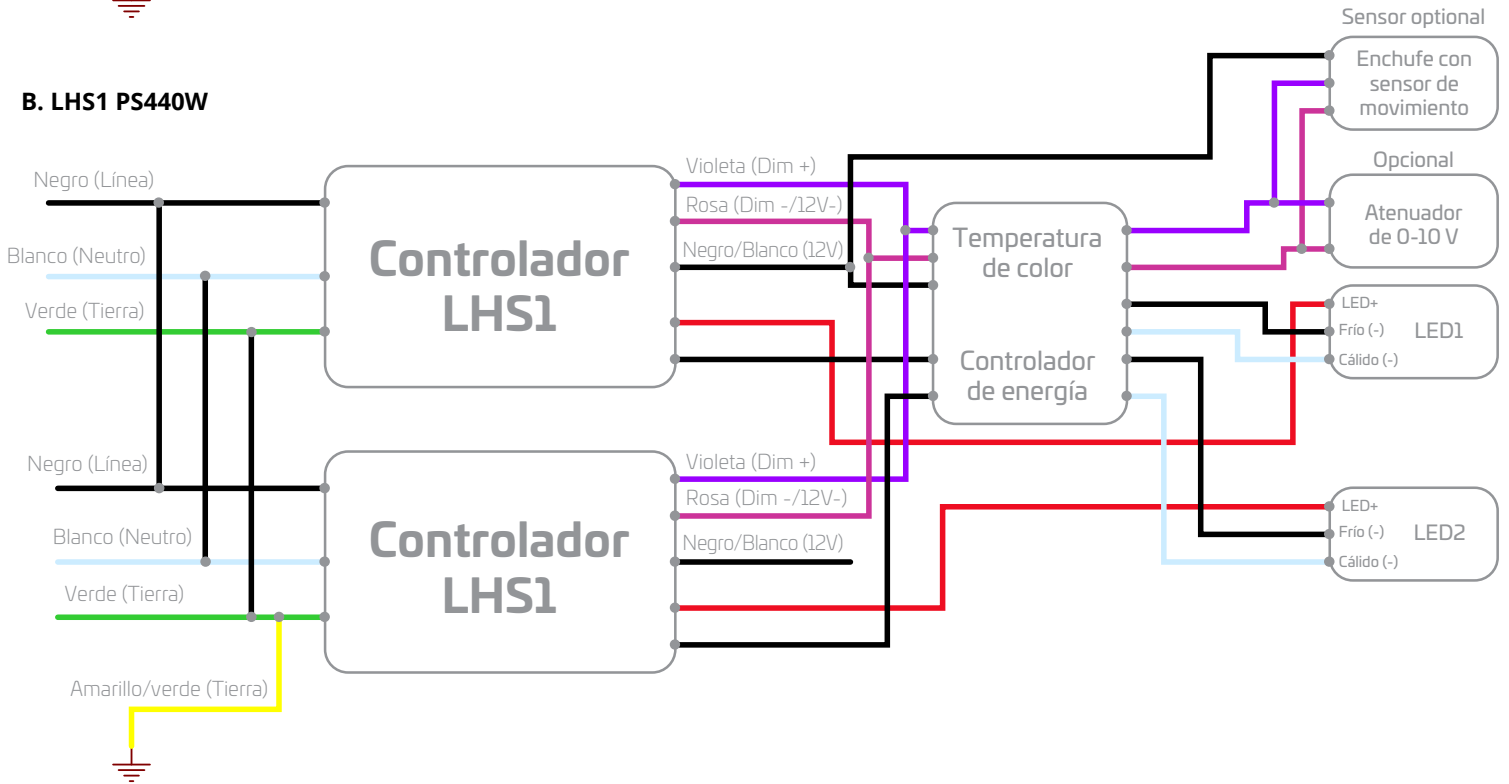 Sensor optional
Enchufe con
sensor de
movimiento
B. LHS1 PS440W
Opcional
Atenuador
de 0-10 V
Negro (Línea)
Blanco (Neutro)
Verde (Tierra)
Controlador
LHS1
Violeta (Dim +)
Rosa (Dim -/12V-)
Negro/Blanco (12V)
Temperatura
de color
Controlador
de energía
LED+
Frío (-)
Cálido (-)
LED1
Negro (Línea)
Blanco (Neutro)
Verde (Tierra)
Controlador
LHS1
Violeta (Dim +)
Rosa (Dim -/12V-)
Negro/Blanco (12V)
LED+
Frío (-)
Cálido (-)
LED2
Amarillo/verde (Tierra)